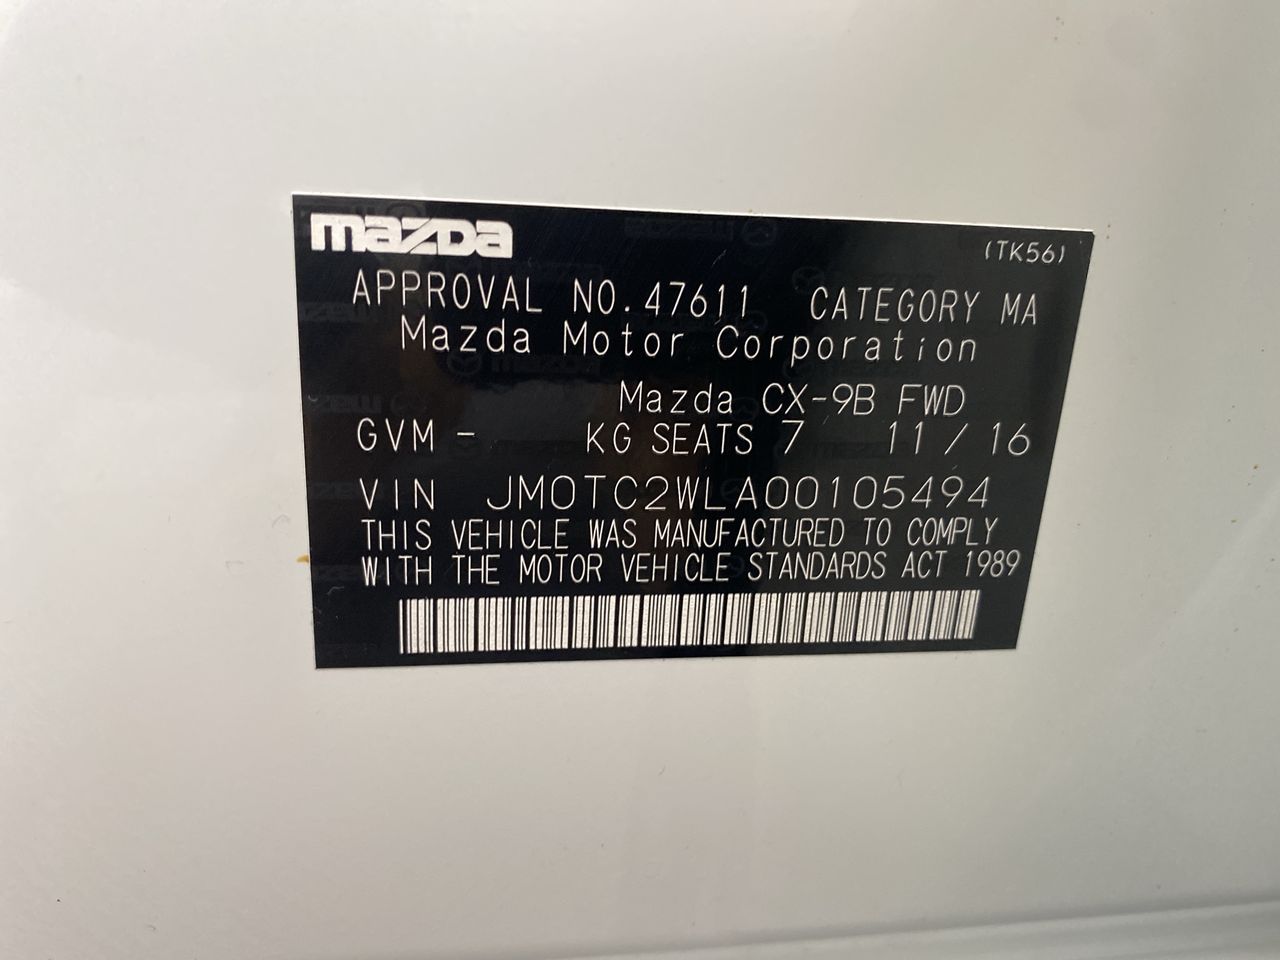 mazda (TK56)
APPROVAL NO.47611 CATEGORY MA
Mazda Motor Corporation
Mazda CX-9B FWD
GVM - KG SEATS 7 11 / 16
VIN JM0TC2WLA00105494
THIS VEHICLE WAS MANUFACTURED TO COMPLY
WITH THE MOTOR VEHICLE STANDARDS ACT 1989